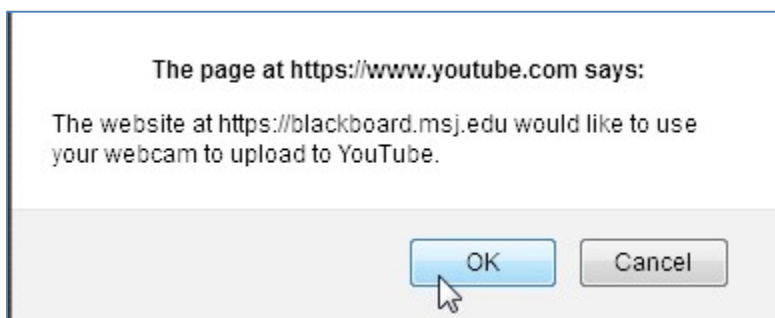 The page at https://www.youtube.com says:
The website at https://blackboard.msj.edu would like to use
your webcam to upload to YouTube.
OK Cancel